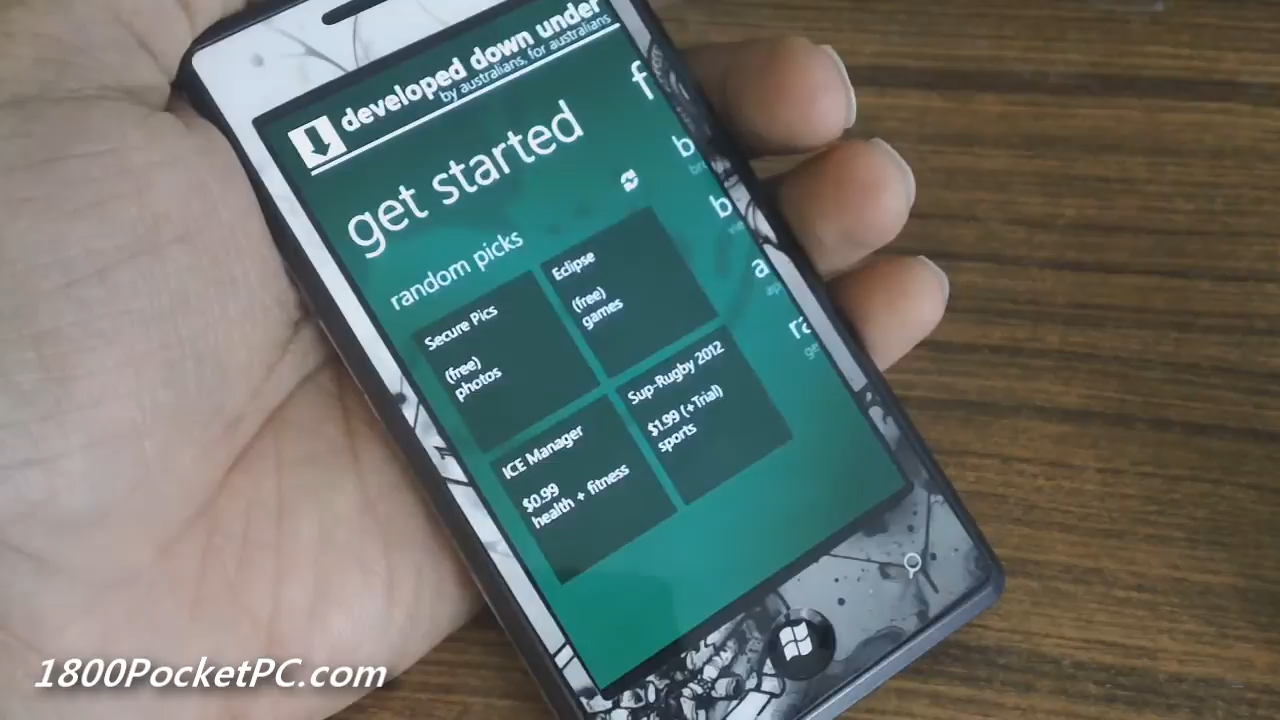 developed down under
by australians, for australians
get started
random picks
Secure Pics
(free)
photos
Eclipse
(free)
games
ICE Manager
$0.99
health + fitness
Sup-Rugby 2012
$1.99 (+Trial)
sports
f
b
b
a
ra
1800PocketPC.com